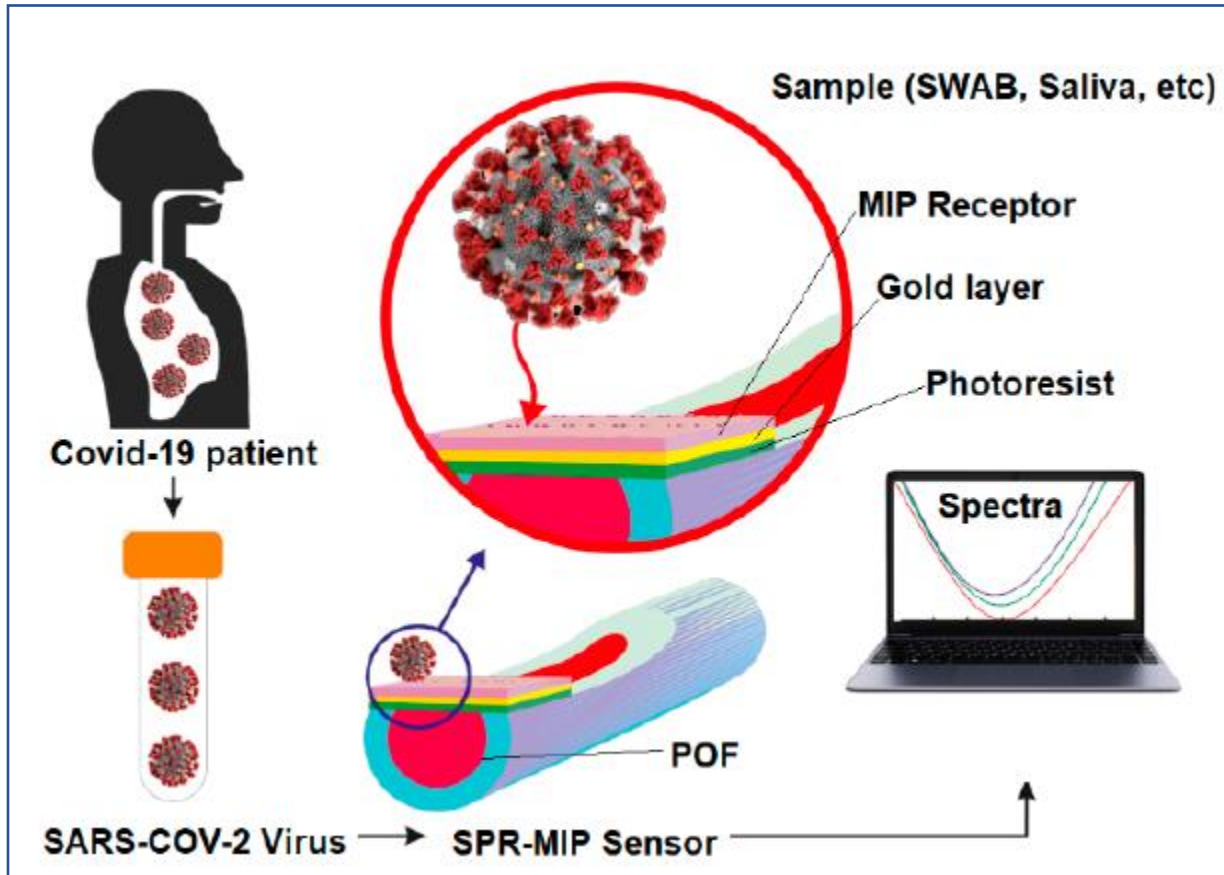 Sample (SWAB, Saliva, etc)
MIP Receptor
Gold layer
Photoresist
Covid-19 patient
Spectra
POF
SARS-COV-2 Virus
SPR-MIP Sensor